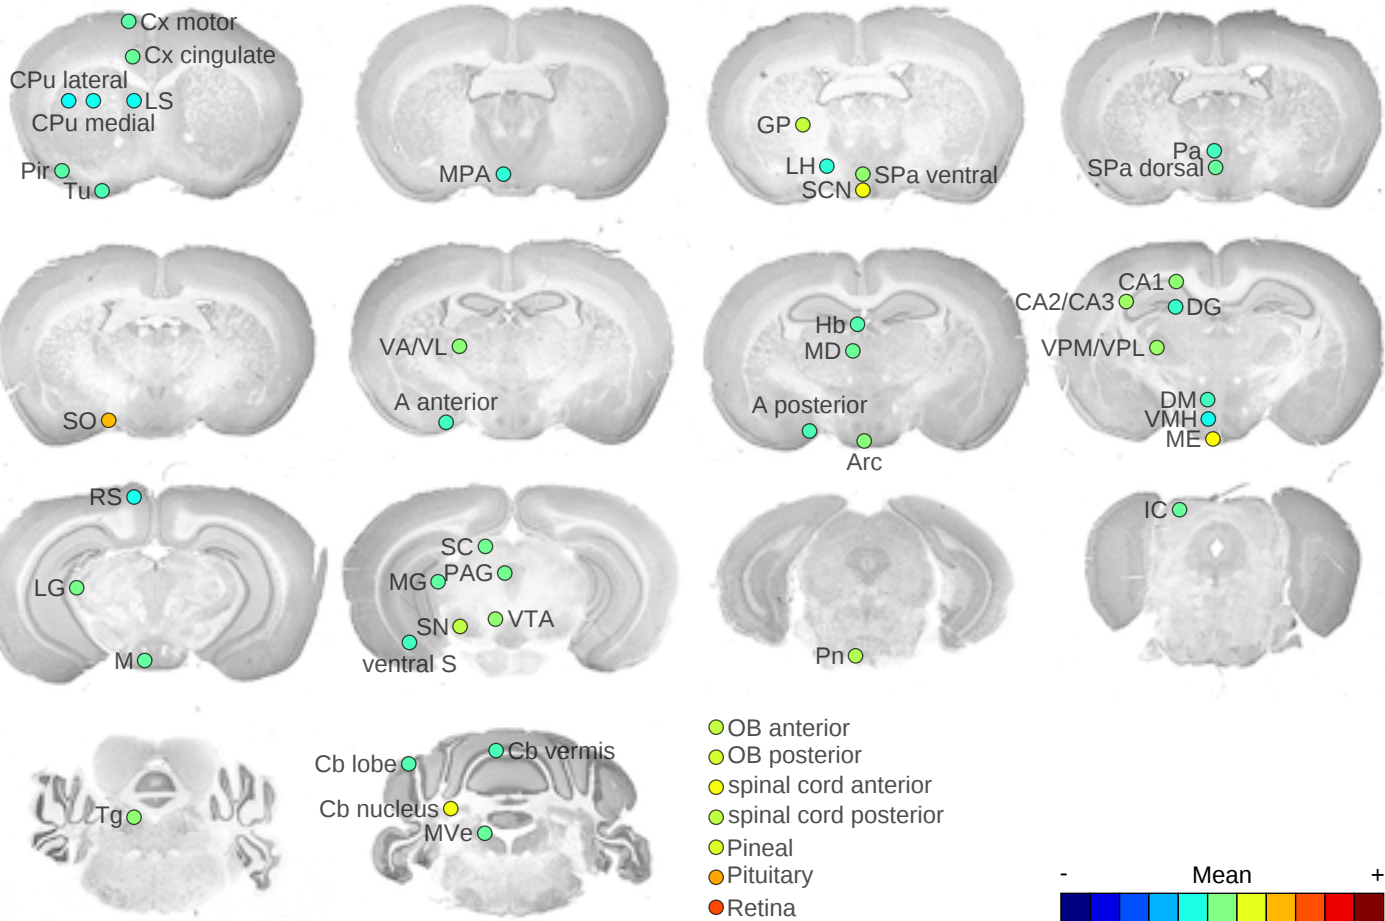 Cx motor
Cx cingulate
CPu lateral
LS
CPu medial
Pir
Tu
MPA
GP
LH
SPa ventral
SCN
Pa
SPa dorsal
SO
VA/VL
A anterior
Hb
MD
A posterior
Arc
CA1
CA2/CA3
DG
VPM/VPL
DM
VMH
ME
RS
LG
M
SC
PAG
MG
VTA
SN
ventral S
Pn
IC
Tg
Cb vermis
Cb lobe
Cb nucleus
MVe
OB anterior
OB posterior
spinal cord anterior
spinal cord posterior
Pineal
Pituitary
Retina
- Mean +